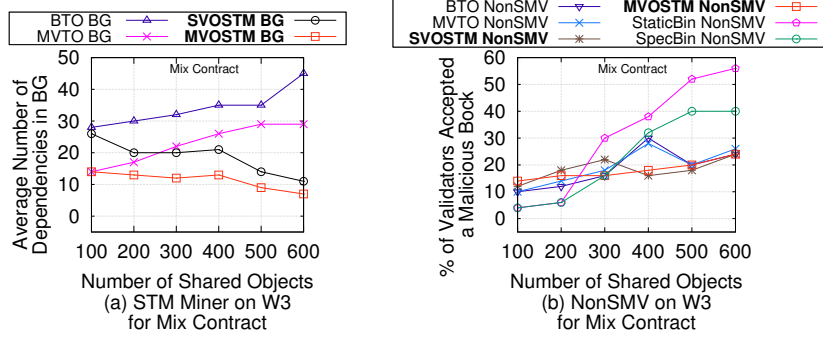 BTO BG SVOSTM BG
MVTO BG MVOSTM BG
Average Number of
Dependencies in BG
50
40
30
20
10
0
Mix Contract
100 200 300 400 500 600
Number of Shared Objects
(a) STM Miner on W3
for Mix Contract
BTO NonSMV MVOSTM NonSMV
MVTO NonSMV StaticBin NonSMV
SVOSTM NonSMV SpecBin NonSMV
% of Validators Accepted
a Malicious Bock
60
50
40
30
20
10
0
Mix Contract
100 200 300 400 500 600
Number of Shared Objects
(b) NonSMV on W3
for Mix Contract